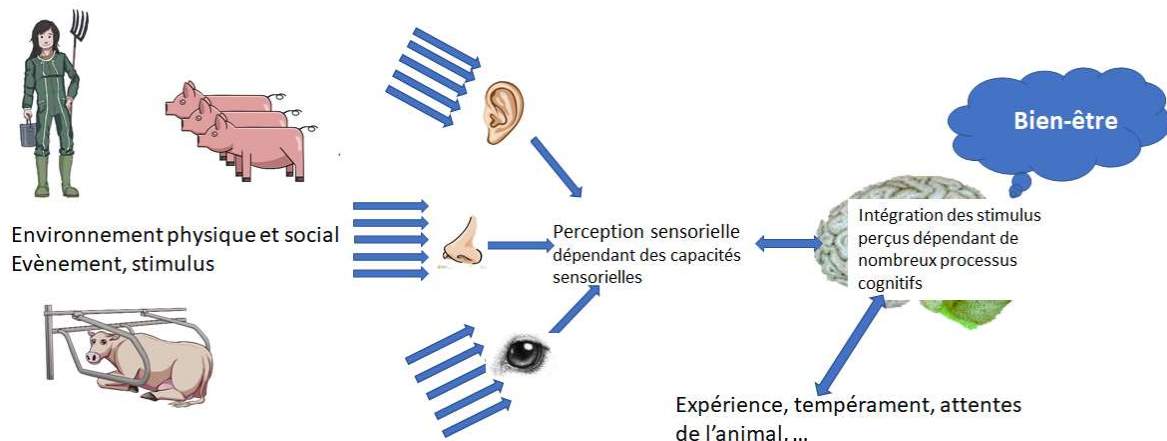 Environnement physique et social
Evènement, stimulus
Perception sensorielle
dépendant des capacités
sensorielles
Intégration des stimulus
perçus dépendant de
nombreux processus
cognitifs
Bien-être
Expérience, tempérament, attentes
de l'animal, ...